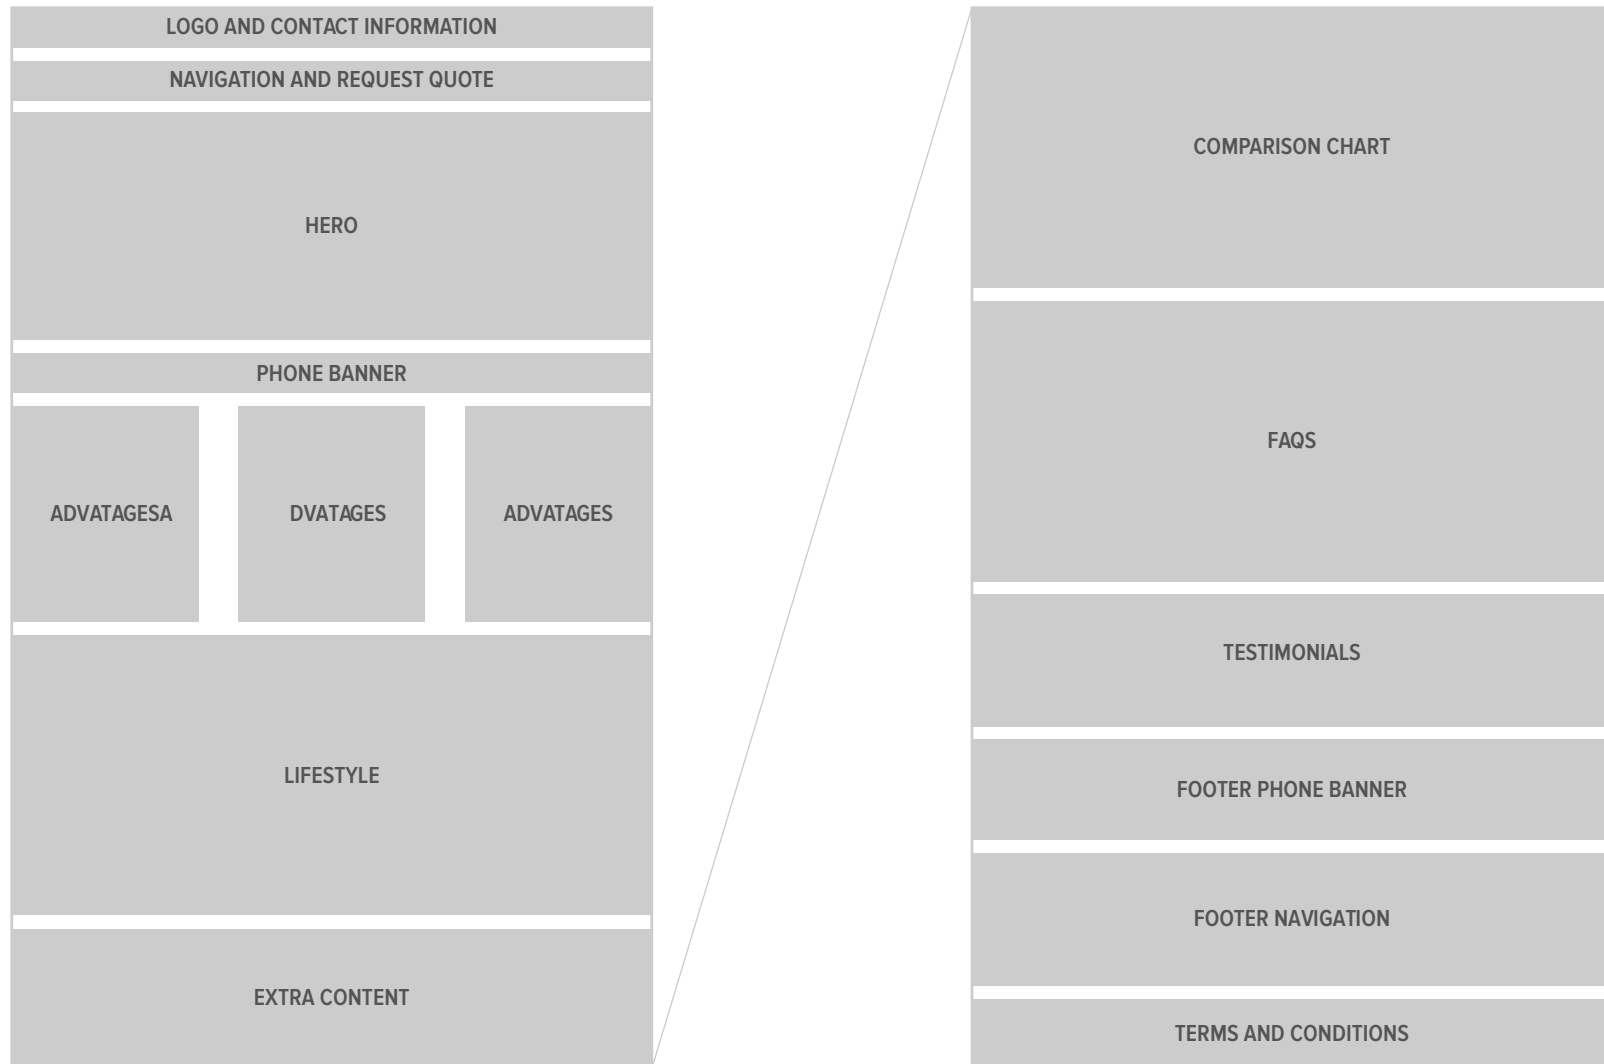 LOGO AND CONTACT INFORMATION
NAVIGATION AND REQUEST QUOTE
HERO
PHONE BANNER
ADVATAGESA
DVATAGES
ADVATAGES
LIFESTYLE
EXTRA CONTENT
COMPARISON CHART
FAQS
TESTIMONIALS
FOOTER PHONE BANNER
FOOTER NAVIGATION
TERMS AND CONDITIONS